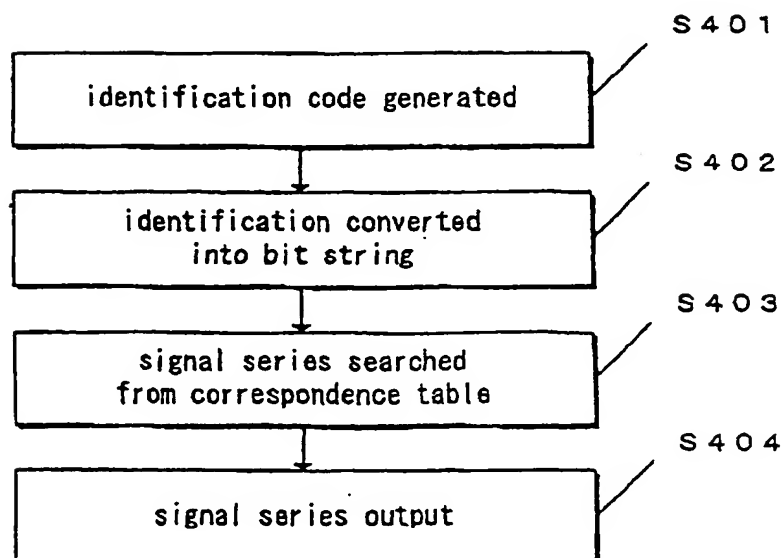 S401
identification code generated
S402
identification converted
into bit string
S403
signal series searched
from correspondence table
S404
signal series output